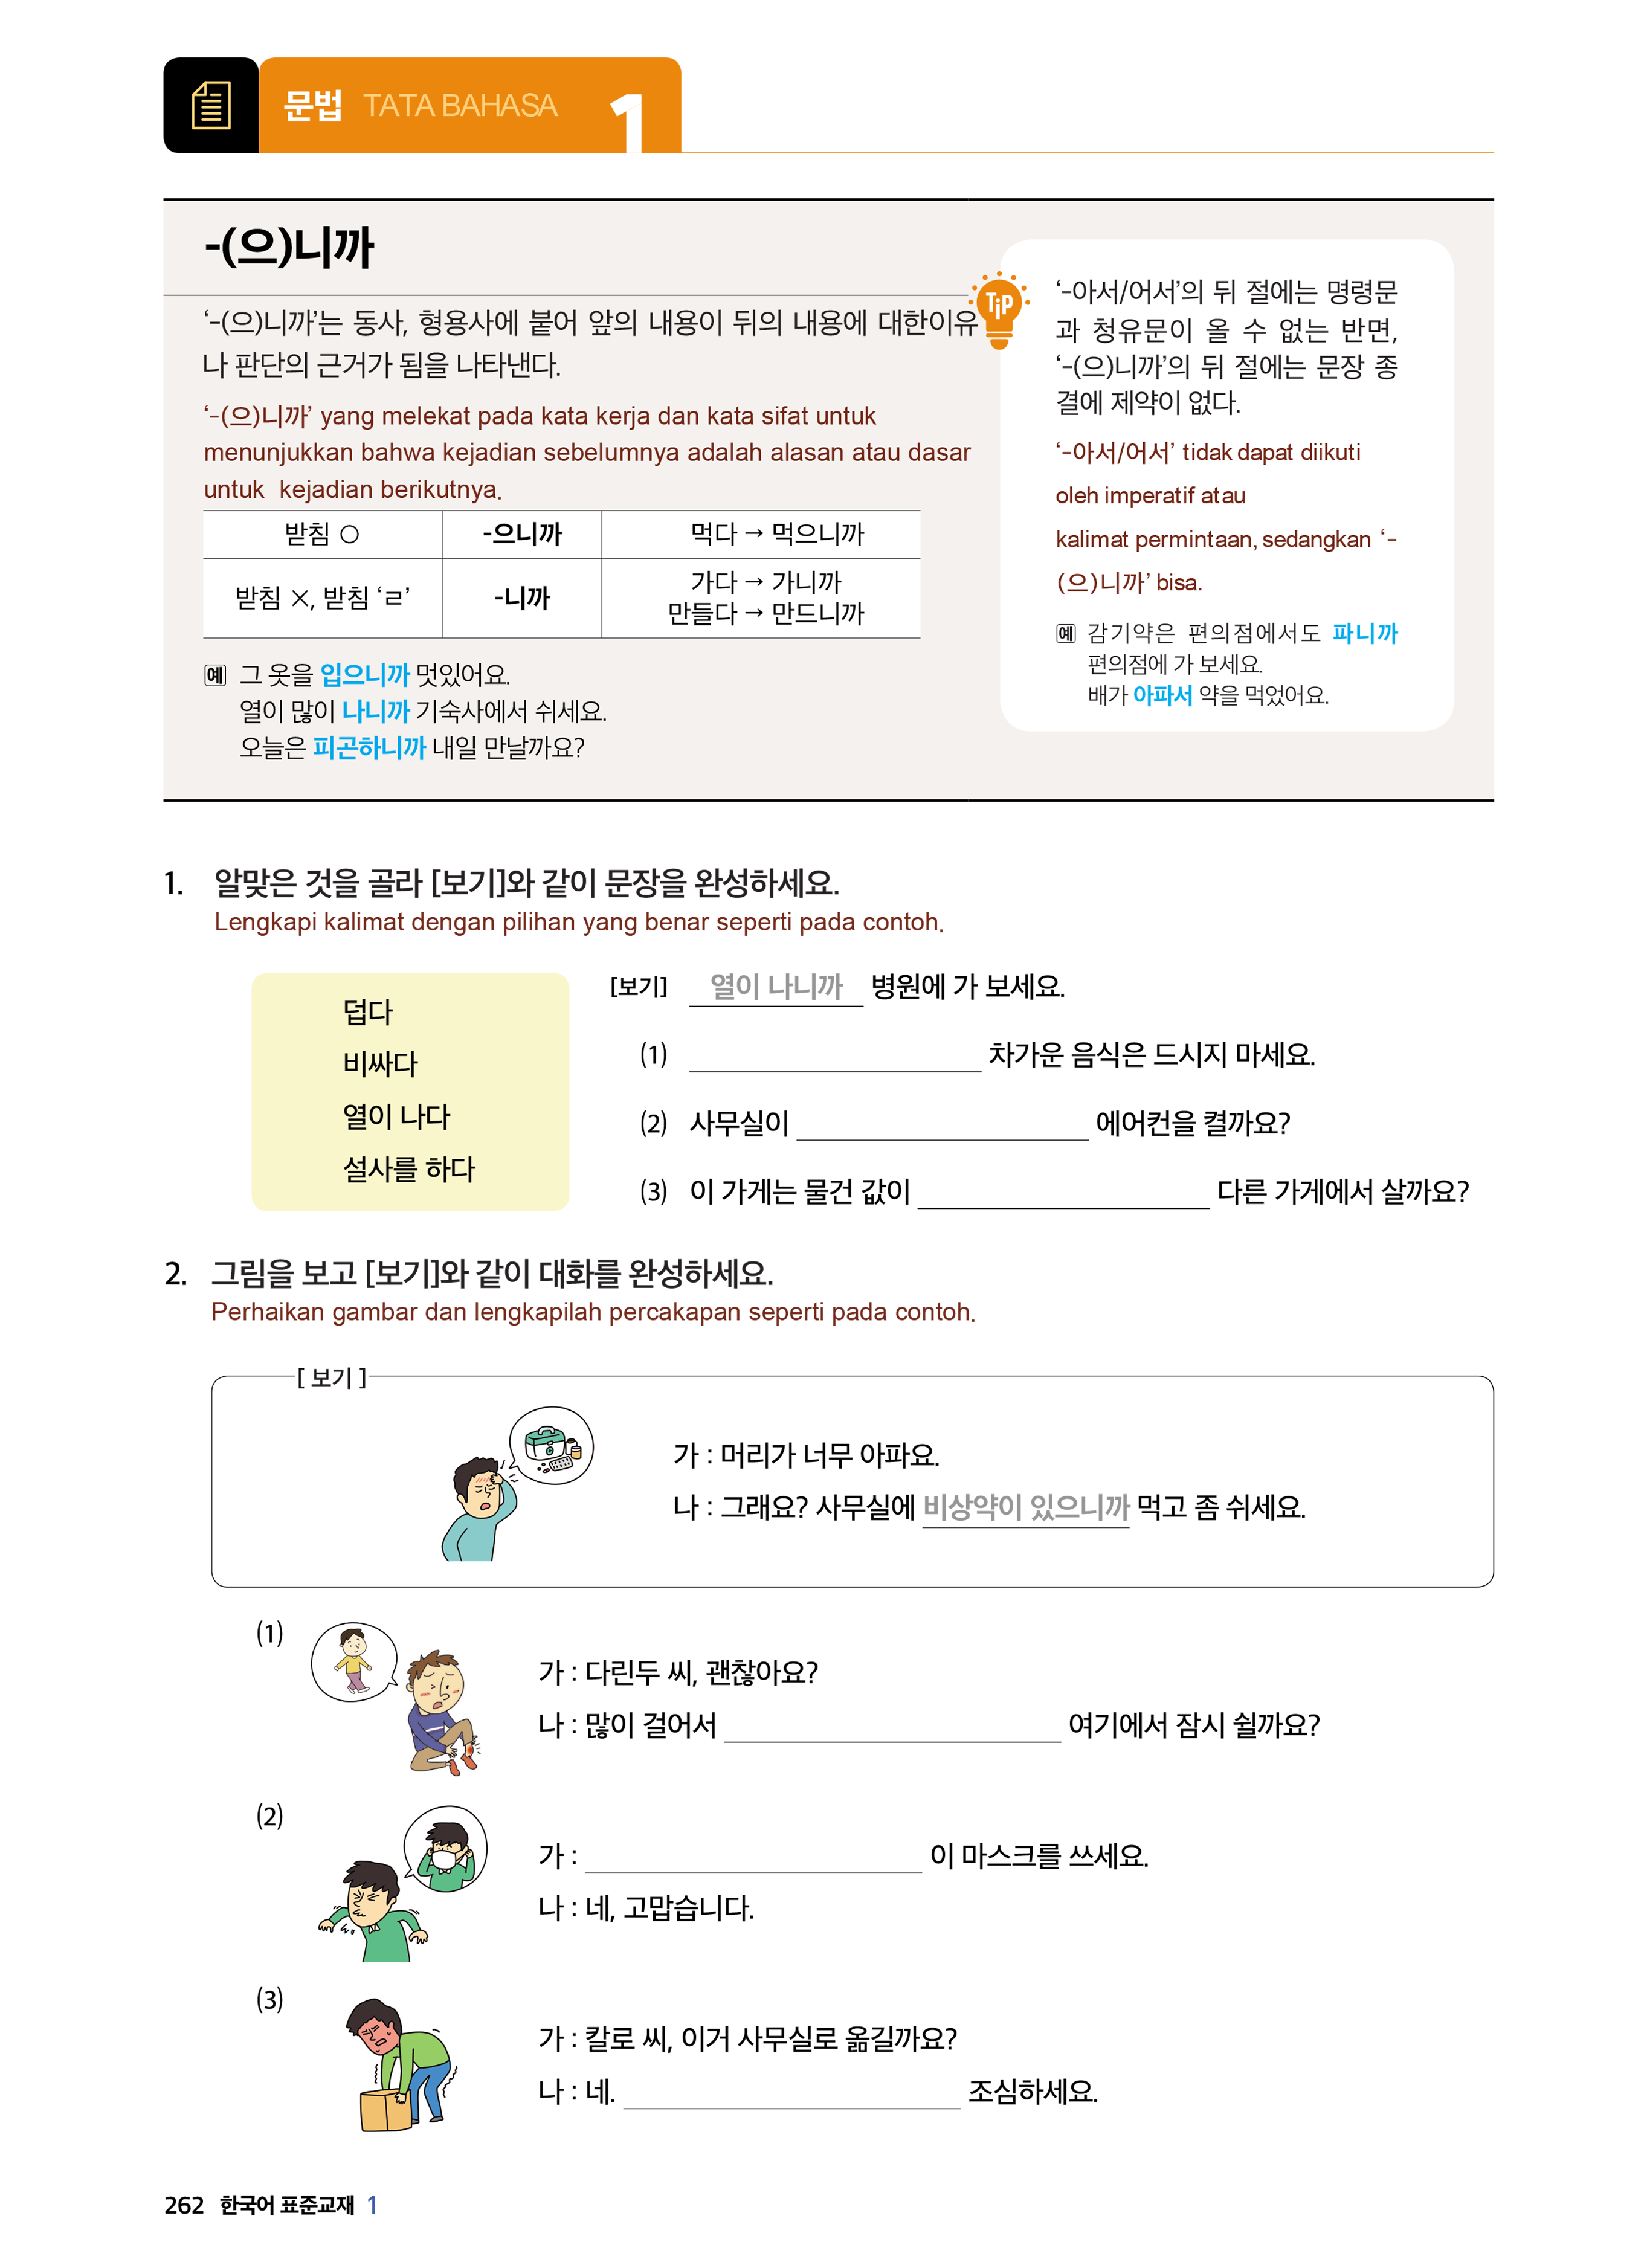 문법 TATA BAHASA 1
-(으)니까
‘-(으)니까’는 동사, 형용사에 붙어 앞의 내용이 뒤의 내용에 대한이유
나 판단의 근거가 됨을 나타낸다.
‘-(으)니까’ yang melekat pada kata kerja dan kata sifat untuk
menunjukkan bahwa kejadian sebelumnya adalah alasan atau dasar
untuk kejadian berikutnya.
받침 ○ -으니까 먹다 → 먹으니까
받침 ×, 받침 ‘ㄹ’ -니까 가다 → 가니까
만들다 → 만드니까
예 그 옷을 입으니까 멋있어요.
열이 많이 나니까 기숙사에서 쉬세요.
오늘은 피곤하니까 내일 만날까요?
Tip
‘-아서/어서’의 뒤 절에는 명령문
과 청유문이 올 수 없는 반면,
‘-(으)니까’의 뒤 절에는 문장 종
결에 제약이 없다.
‘-아서/어서’ tidak dapat diikuti
oleh imperatif atau
kalimat permintaan, sedangkan ‘-
(으)니까’ bisa.
예 감기약은 편의점에서도 파니까
편의점에 가 보세요.
배가 아파서 약을 먹었어요.
1. 알맞은 것을 골라 [보기]와 같이 문장을 완성하세요.
Lengkapi kalimat dengan pilihan yang benar seperti pada contoh.
덥다
비싸다
열이 나다
설사를 하다
[보기] 열이 나니까 병원에 가 보세요.
(1) 차가운 음식은 드시지 마세요.
(2) 사무실이 에어컨을 켤까요?
(3) 이 가게는 물건 값이 다른 가게에서 살까요?
2. 그림을 보고 [보기]와 같이 대화를 완성하세요.
Perhaikan gambar dan lengkapilah percakapan seperti pada contoh.
[ 보기 ]
가 : 머리가 너무 아파요.
나 : 그래요? 사무실에 비상약이 있으니까 먹고 좀 쉬세요.
(1)
가 : 다린두 씨, 괜찮아요?
나 : 많이 걸어서 여기에서 잠시 쉴까요?
(2)
가 : 이 마스크를 쓰세요.
나 : 네, 고맙습니다.
(3)
가 : 칼로 씨, 이거 사무실로 옮길까요?
나 : 네. 조심하세요.
262 한국어 표준교재 1